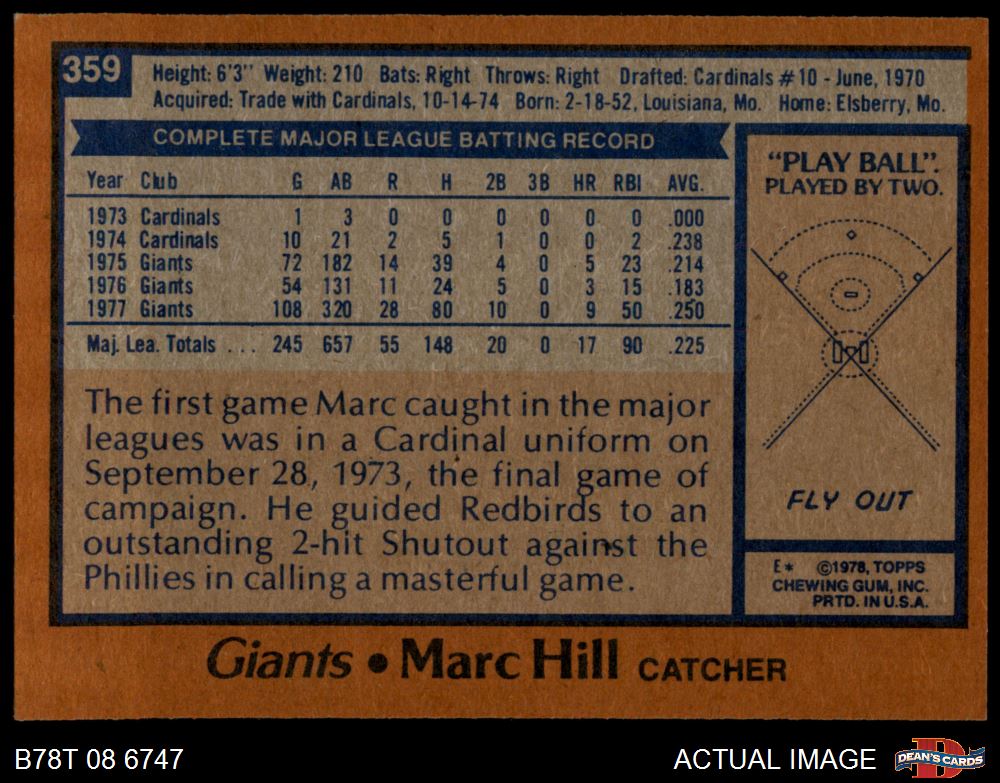 359
Height: 6'3" Weight: 210 Bats: Right Throws: Right Drafted: Cardinals #10 - June, 1970
Acquired: Trade with Cardinals, 10-14-74 Born: 2-18-52, Louisiana, Mo. Home: Elsberry, Mo.
COMPLETE MAJOR LEAGUE BATTING RECORD
Year Club G AB R H 2B 3B HR RBI AVG.
1973 Cardinals 1 3 0 0 0 0 0 0 .000
1974 Cardinals 10 21 2 5 1 0 0 2 .238
1975 Giants 72 182 14 39 4 0 5 23 .214
1976 Giants 54 131 11 24 5 0 3 15 .183
1977 Giants 108 320 28 80 10 0 9 50 .250
Maj. Lea. Totals ... 245 657 55 148 20 0 17 90 .225
The first game Marc caught in the major
leagues was in a Cardinal uniform on
September 28, 1973, the final game of
campaign. He guided Redbirds to an
outstanding 2-hit Shutout against the
Phillies in calling a masterful game.
"PLAY BALL".
PLAYED BY TWO.
FLY OUT
E* ©1978, TOPPS
CHEWING GUM, INC.
PRTD. IN U.S.A.
Giants • Marc Hill CATCHER
B78T 08 6747
ACTUAL IMAGE
D
DEAN'S CARDS